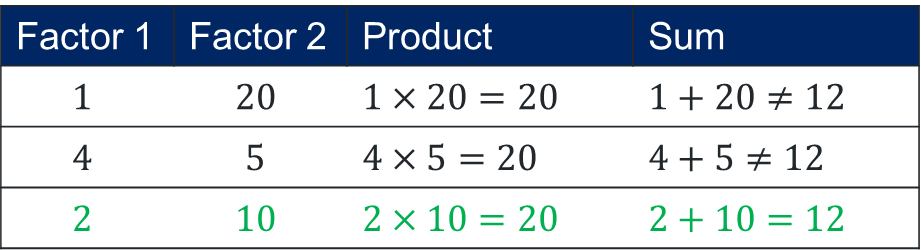 Factor 1 Factor 2 Product Sum
1 20 1 × 20 = 20 1 + 20 ≠ 12
4 5 4 × 5 = 20 4 + 5 ≠ 12
2 10 2 × 10 = 20 2 + 10 = 12